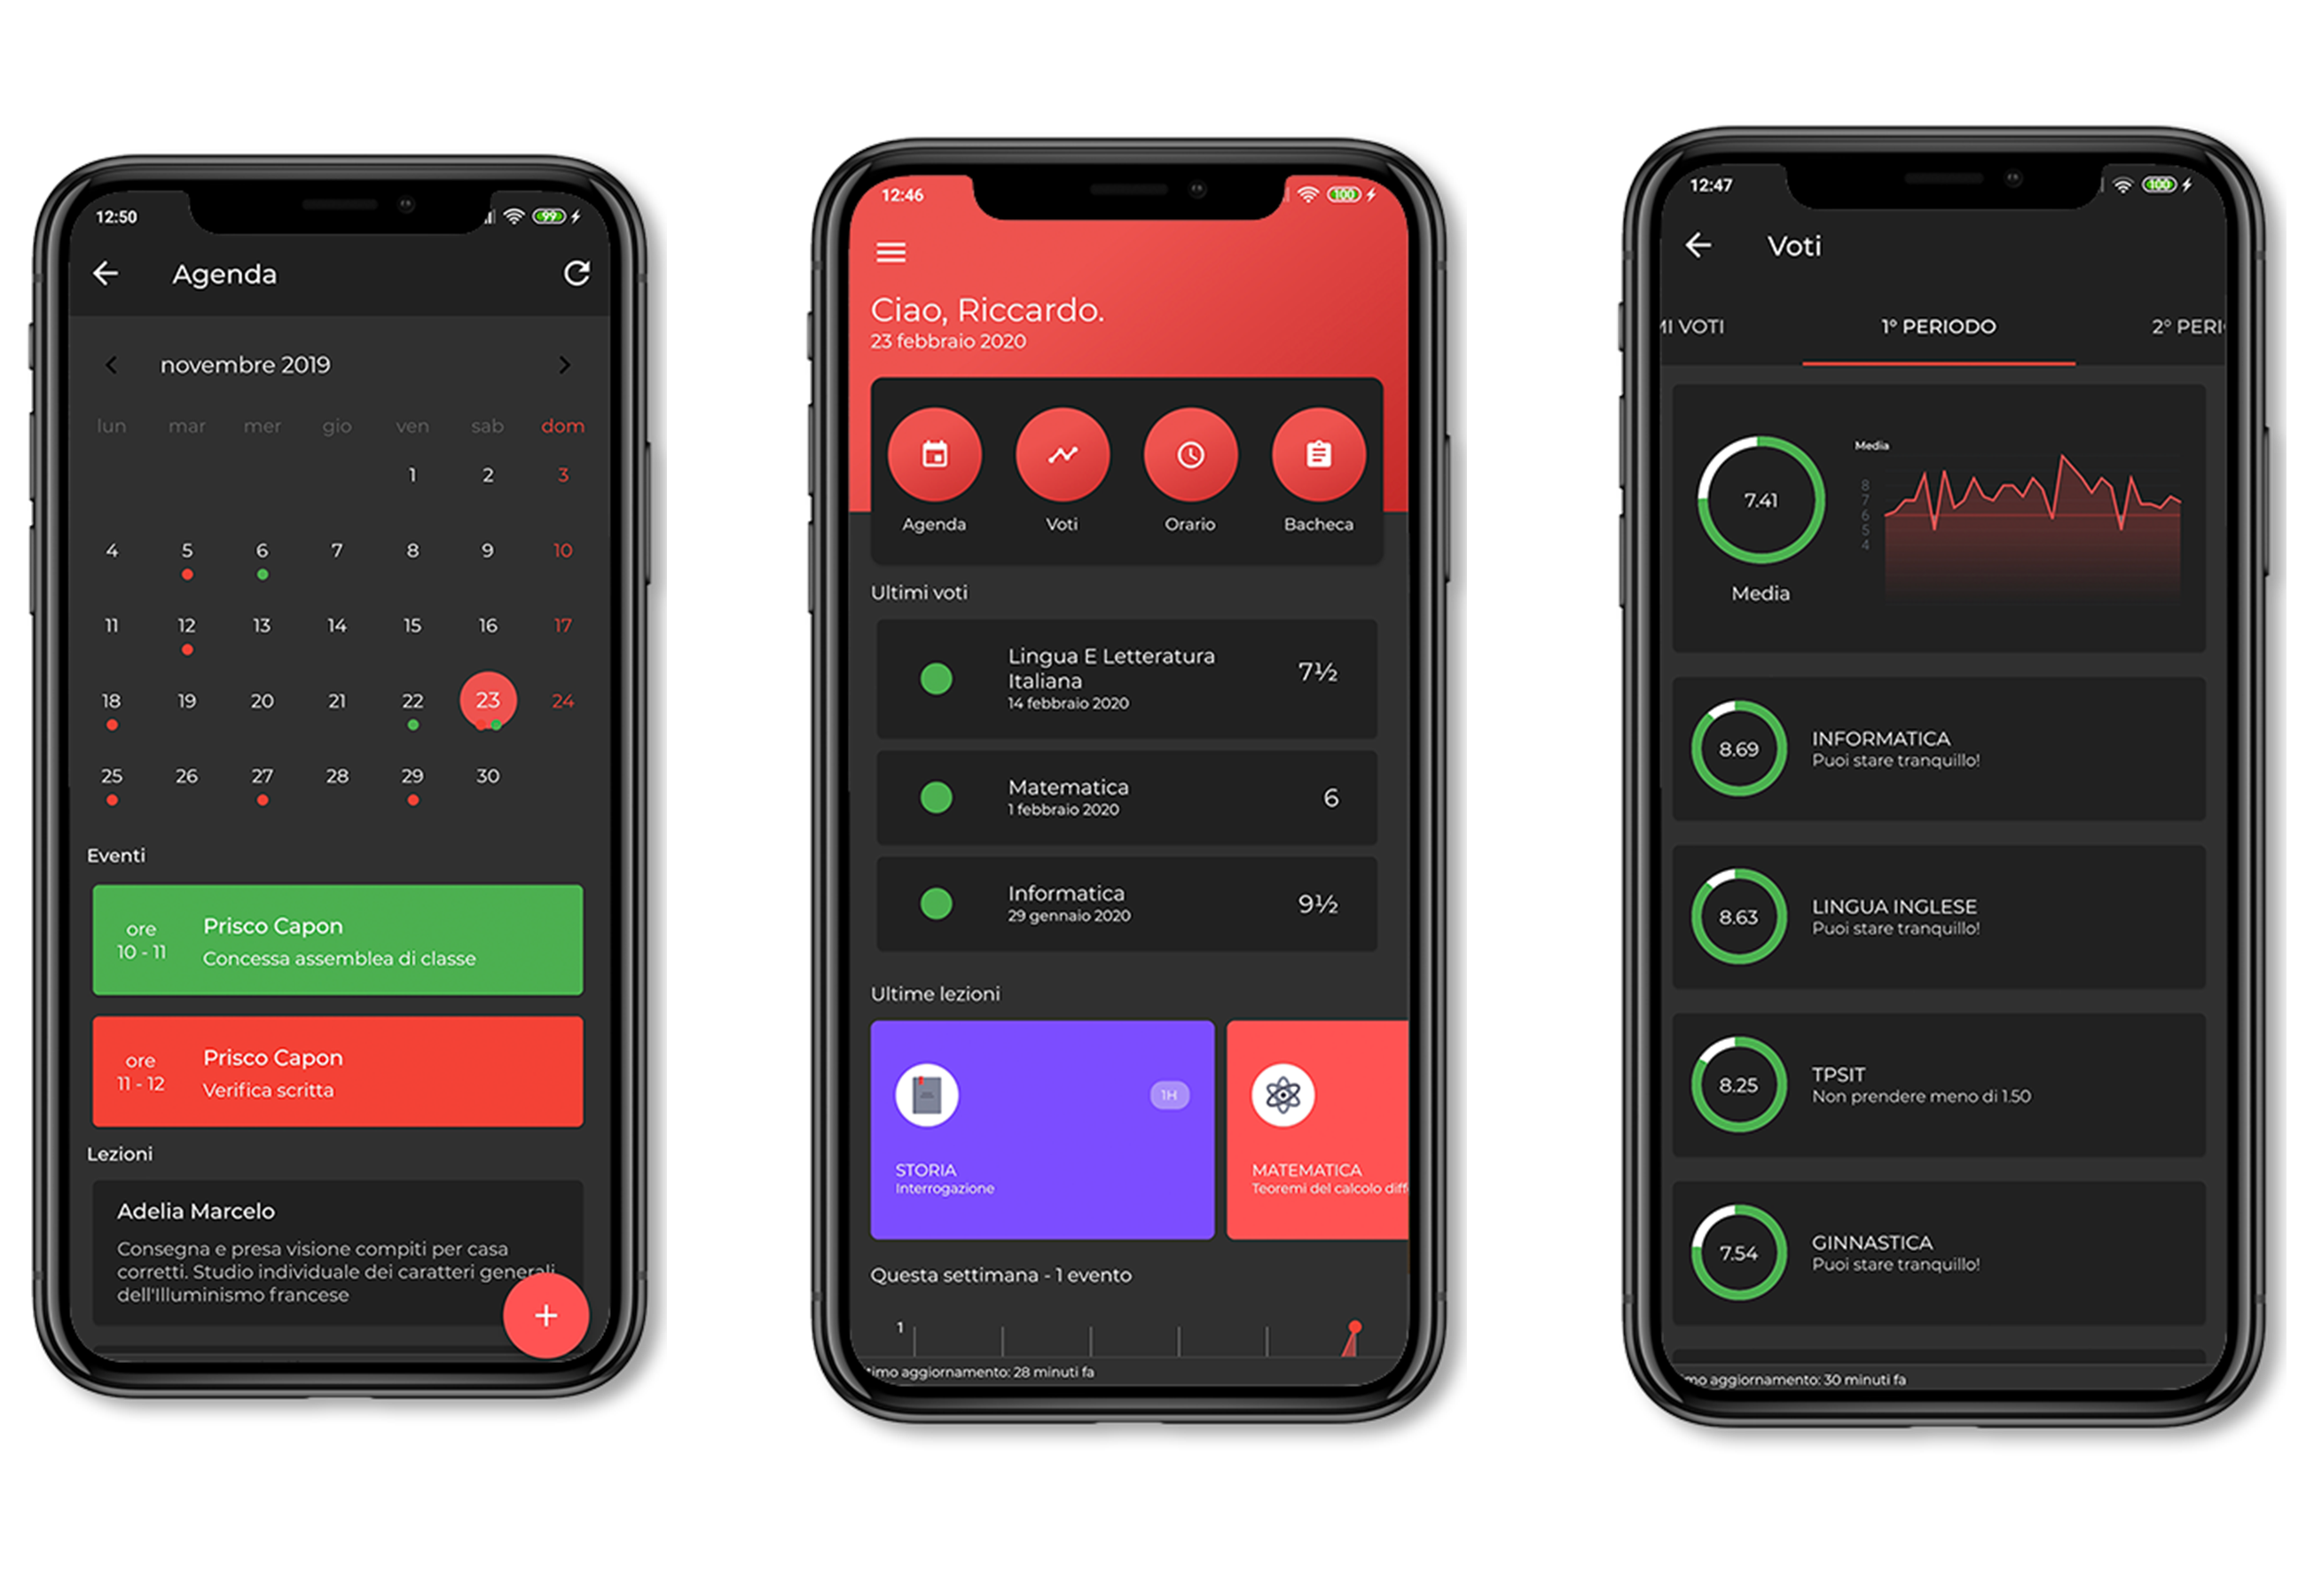 12:50
99
Agenda
novembre 2019
lun mar mer gio ven sab dom
1 2 3
4 5 6 7 8 9 10
11 12 13 14 15 16 17
18 19 20 21 22 23 24
25 26 27 28 29 30
Eventi
ore
10 - 11
Prisco Capon
Concessa assemblea di classe
ore
11 - 12
Prisco Capon
Verifica scritta
Lezioni
Adelia Marcelo
Consegna e presa visione compiti per casa
corretti. Studio individuale dei caratteri generali
dell'Illuminismo francese
+
12:46
100
Ciao, Riccardo.
23 febbraio 2020
Agenda Voti Orario Bacheca
Ultimi voti
Lingua E Letteratura
Italiana
14 febbraio 2020
7½
Matematica
1 febbraio 2020
6
Informatica
29 gennaio 2020
9½
Ultime lezioni
1H
STORIA
Interrogazione
MATEMATICA
Teoremi del calcolo diff
Questa settimana - 1 evento
1
timo aggiornamento: 28 minuti fa
12:47
100
Voti
MI VOTI 1° PERIODO 2° PERI
7.41
Media
Media
8
7
6
5
4
8.69
INFORMATICA
Puoi stare tranquillo!
8.63
LINGUA INGLESE
Puoi stare tranquillo!
8.25
TPSIT
Non prendere meno di 1.50
7.54
GINNASTICA
Puoi stare tranquillo!
mo aggiornamento: 30 minuti fa